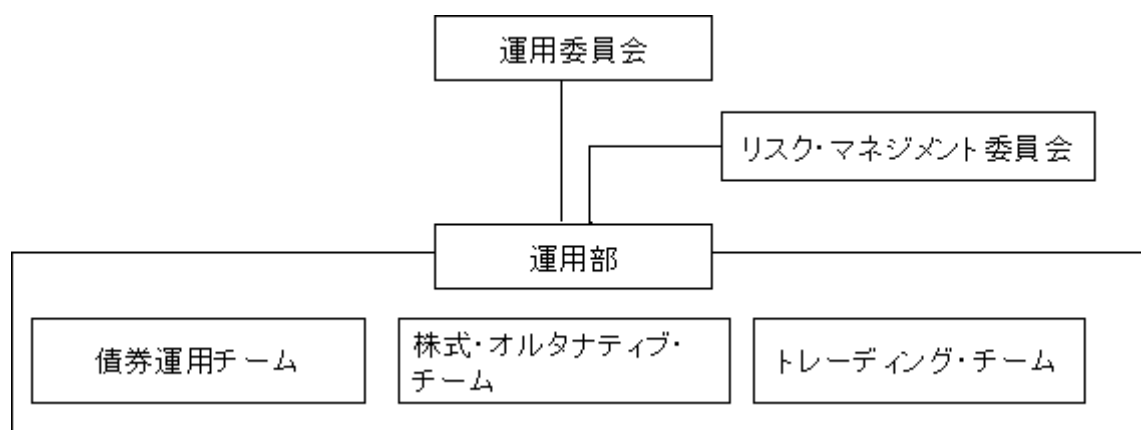 運用委員会
リスク・マネジメント委員会
運用部
債券運用チーム
株式・オルタナティブ・
チーム
トレーディング・チーム